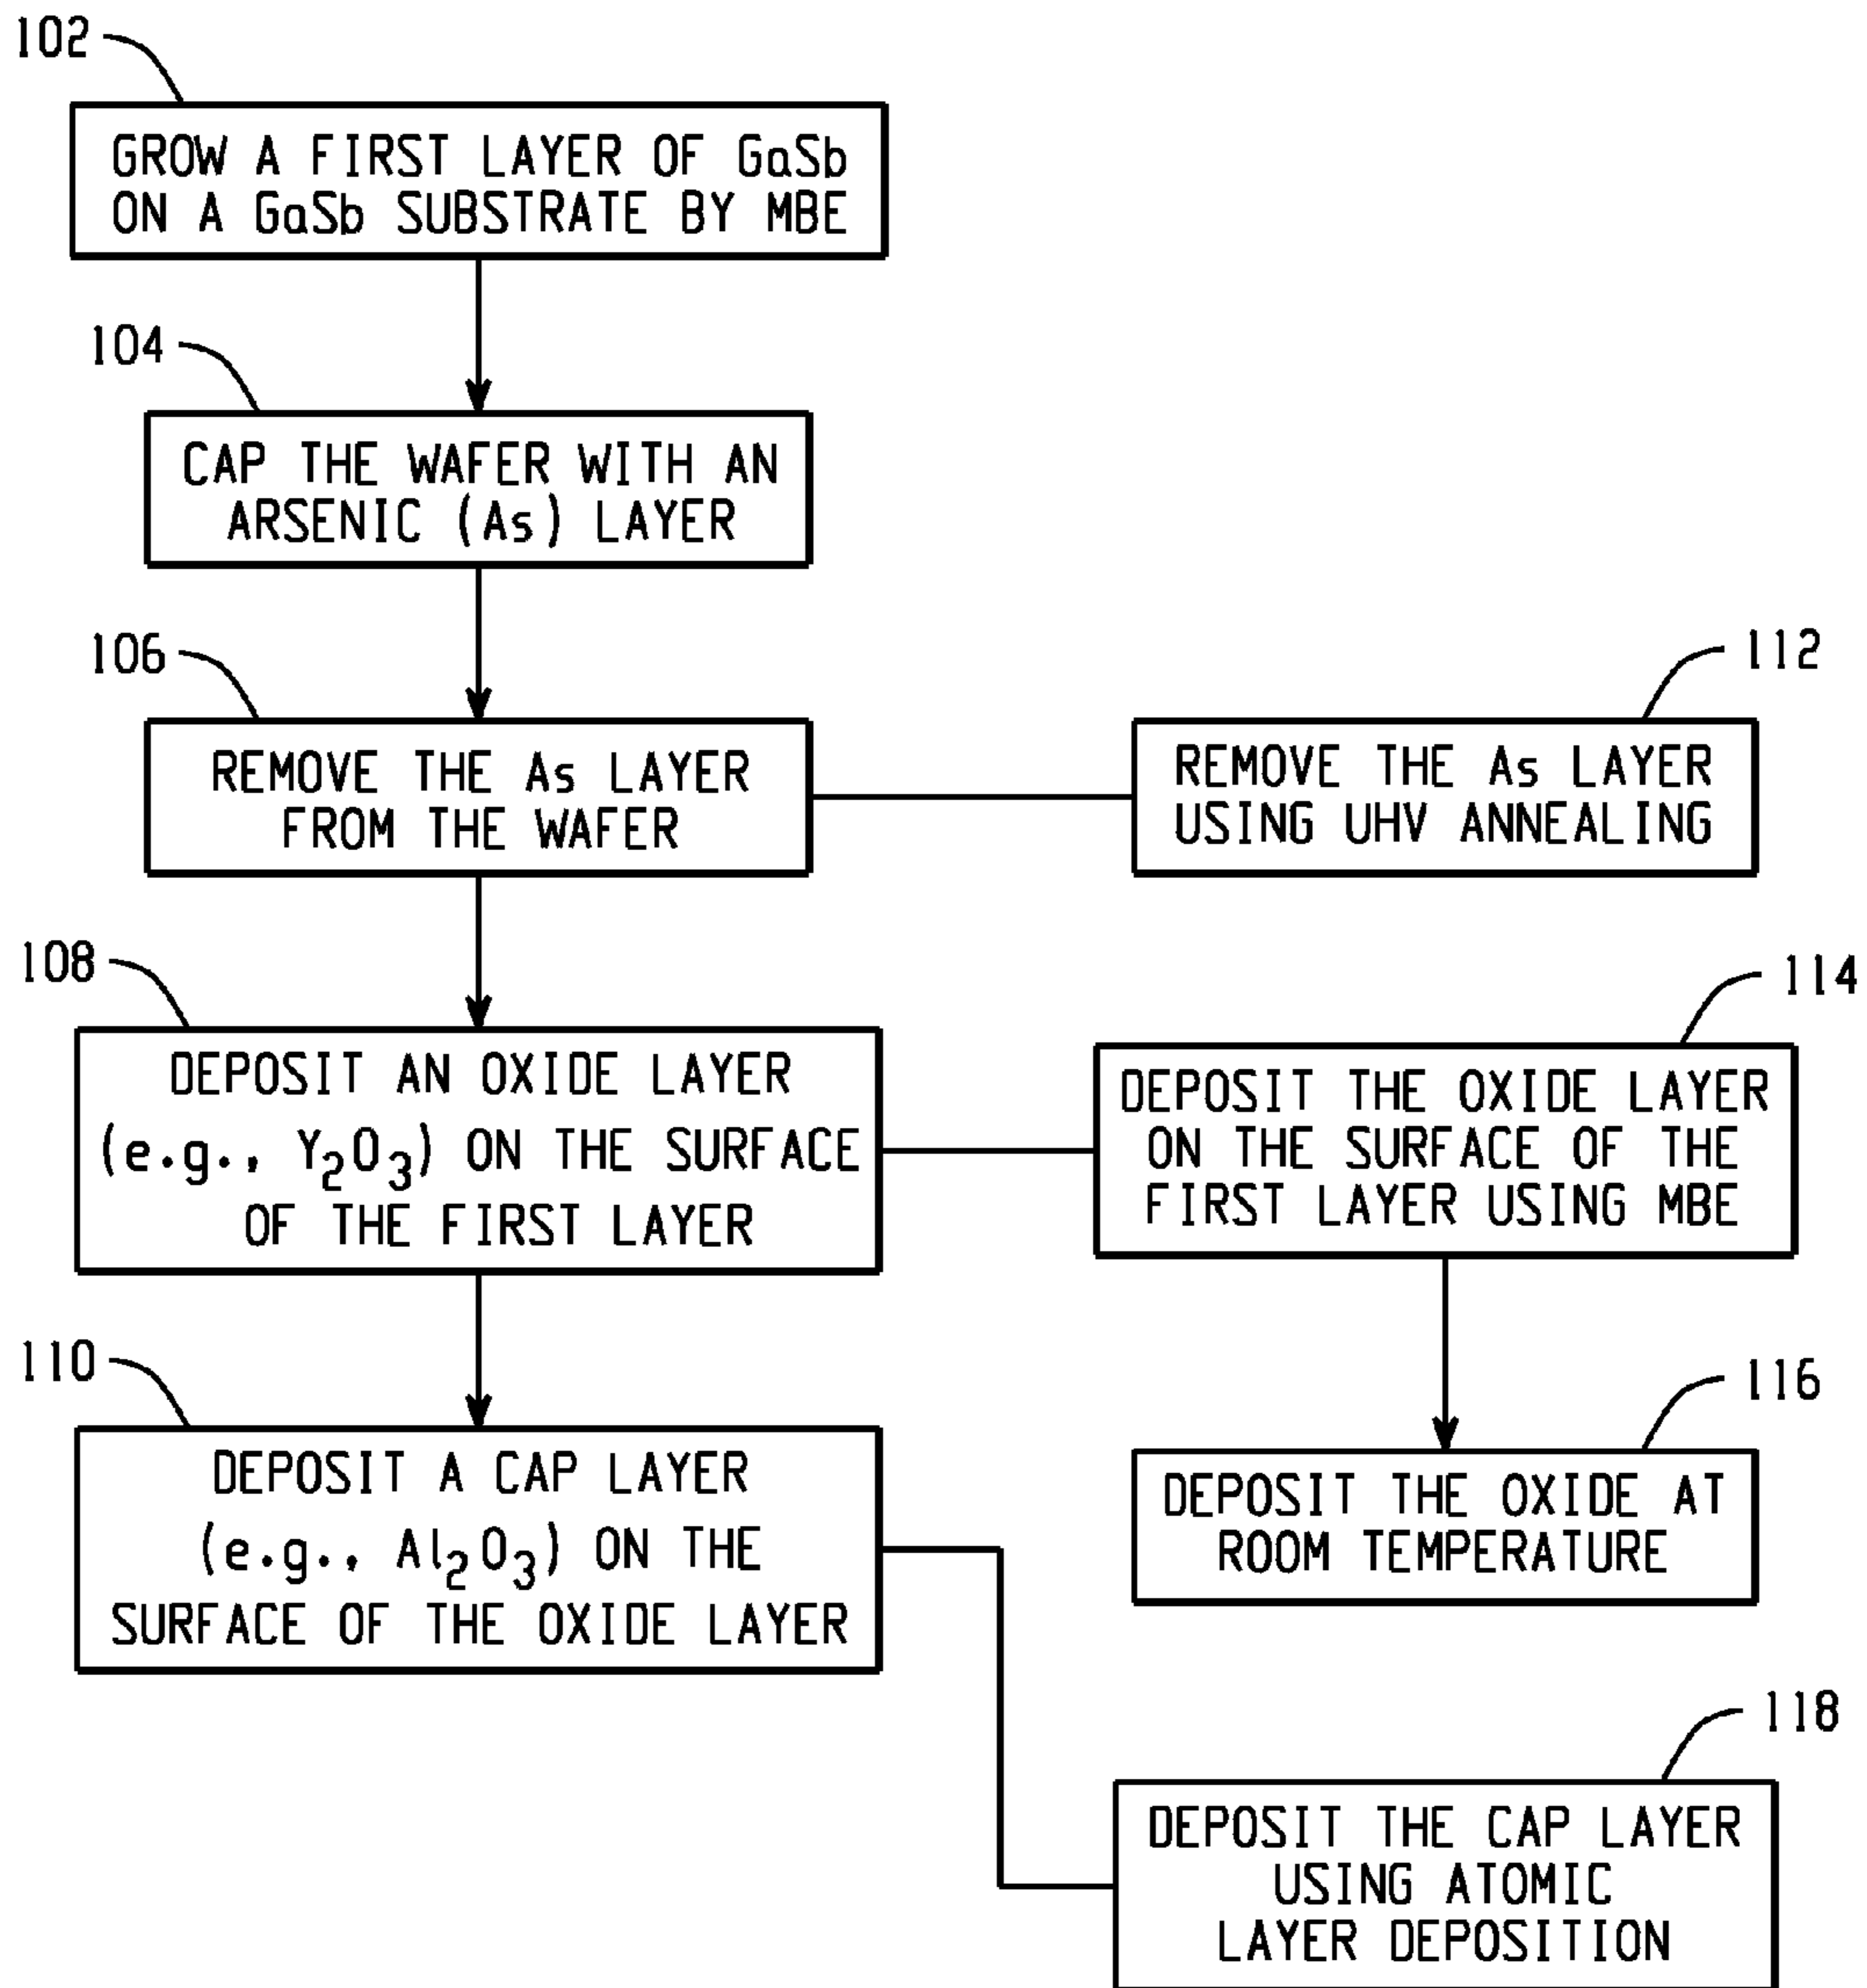 102
GROW A FIRST LAYER OF GaSb
ON A GaSb SUBSTRATE BY MBE
104
CAP THE WAFER WITH AN
ARSENIC (As) LAYER
106
REMOVE THE As LAYER
FROM THE WAFER
112
REMOVE THE As LAYER
USING UHV ANNEALING
108
DEPOSIT AN OXIDE LAYER
(e.g., Y₂O₃) ON THE SURFACE
OF THE FIRST LAYER
114
DEPOSIT THE OXIDE LAYER
ON THE SURFACE OF THE
FIRST LAYER USING MBE
110
DEPOSIT A CAP LAYER
(e.g., Al₂O₃) ON THE
SURFACE OF THE OXIDE LAYER
116
DEPOSIT THE OXIDE AT
ROOM TEMPERATURE
118
DEPOSIT THE CAP LAYER
USING ATOMIC
LAYER DEPOSITION